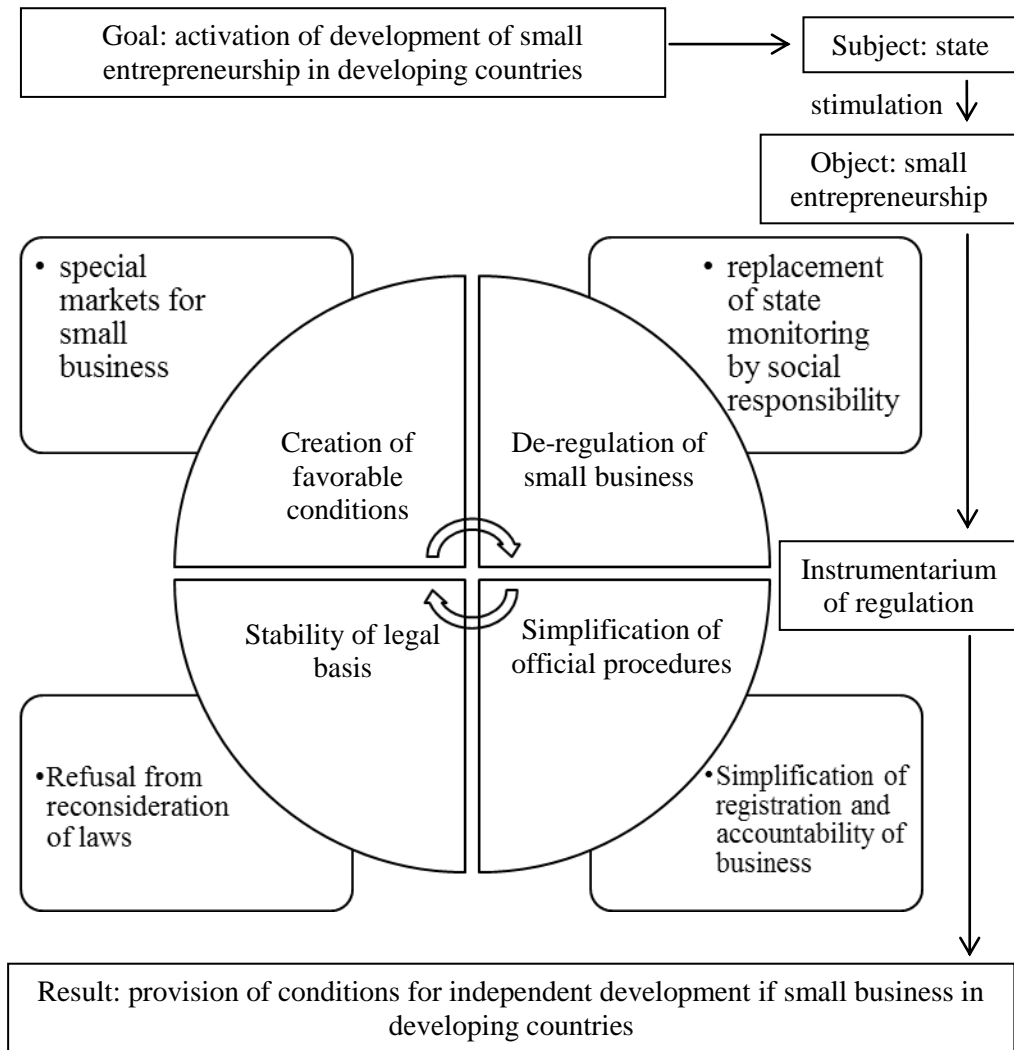 Goal: activation of development of small
entrepreneurship in developing countries
Subject: state
stimulation
Object: small
entrepreneurship
• special
markets for
small
business
• replacement
of state
monitoring
by social
responsibility
Creation of
favorable
conditions
De-regulation of
small business
Instrumentarium
of regulation
Stability of legal
basis
Simplification of
official procedures
•Refusal from
reconsideration
of laws
•Simplification of
registration and
accountability of
business
Result: provision of conditions for independent development if small business in
developing countries